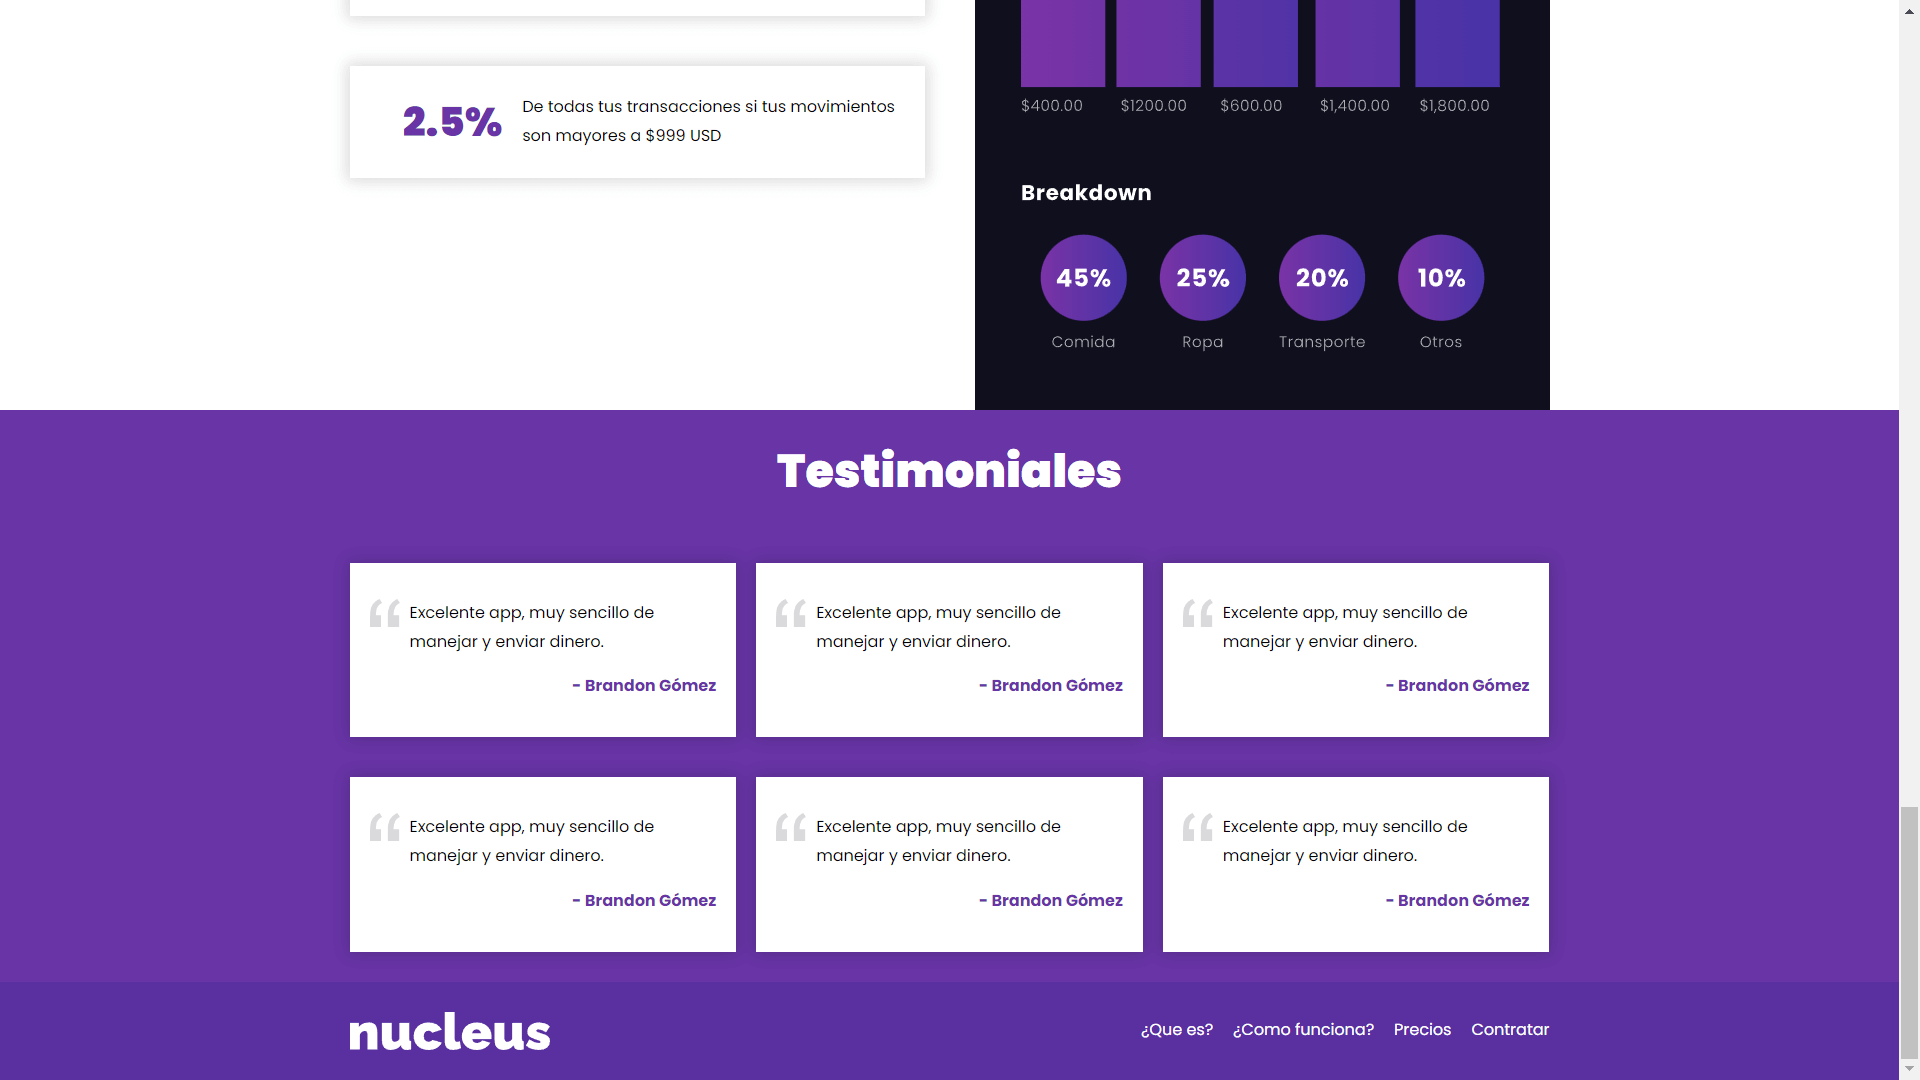 2.5%
De todas tus transacciones si tus movimientos
son mayores a $999 USD
$400.00 $1200.00 $600.00 $1,400.00 $1,800.00
Breakdown
45% 25% 20% 10%
Comida Ropa Transporte Otros
Testimoniales
“ Excelente app, muy sencillo de
manejar y enviar dinero.
- Brandon Gómez
“ Excelente app, muy sencillo de
manejar y enviar dinero.
- Brandon Gómez
“ Excelente app, muy sencillo de
manejar y enviar dinero.
- Brandon Gómez
“ Excelente app, muy sencillo de
manejar y enviar dinero.
- Brandon Gómez
“ Excelente app, muy sencillo de
manejar y enviar dinero.
- Brandon Gómez
“ Excelente app, muy sencillo de
manejar y enviar dinero.
- Brandon Gómez
nucleus
¿Que es? ¿Como funciona? Precios Contratar